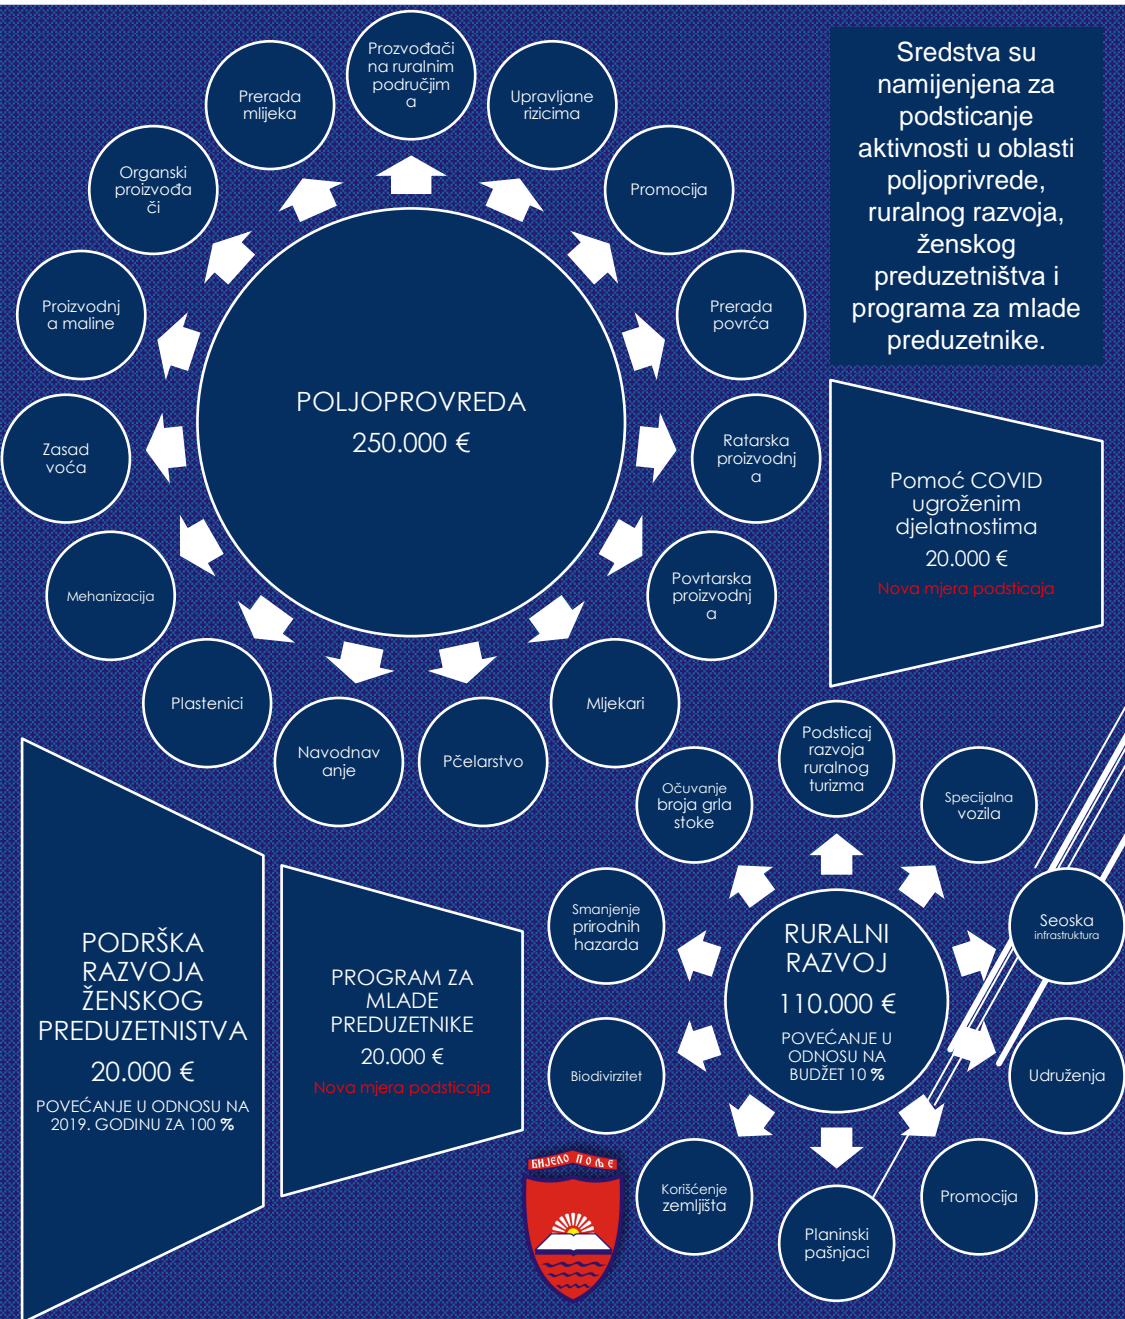 Prozvođači
na ruralnim
područjim
a
Upravljane
rizicima
Promocija
Prerada
povrća
Ratarska
proizvodnj
a
Povrtarska
proizvodnj
a
Mljekari
Pčelarstvo
Navodnav
anje
Plastenici
Mehanizacija
Zasad
voća
Proizvodnj
a maline
Organski
proizvođa
či
Prerada
mlijeka
POLJOPROVREDA
250.000 €
Sredstva su
namijenjena za
podsticanje
aktivnosti u oblasti
poljoprivrede,
ruralnog razvoja,
ženskog
preduzetništva i
programa za mlade
preduzetnike.
Pomoć COVID
ugroženim
djelatnostima
20.000 €
Nova mjera podsticaja
PODRŠKA
RAZVOJA
ŽENSKOG
PREDUZETNISTVA
20.000 €
POVEĆANJE U ODNOSU NA
2019. GODINU ZA 100 %
PROGRAM ZA
MLADE
PREDUZETNIKE
20.000 €
Nova mjera podsticaja
RURALNI
RAZVOJ
110.000 €
POVEĆANJE U
ODNOSU NA
BUDŽET 10 %
Podsticaj
razvoja
ruralnog
turizma
Specijalna
vozila
Seoska
infrastruktura
Udruženja
Promocija
Planinski
pašnjaci
Korišćenje
zemljišta
Biodivirzitet
Smanjenje
prirodnih
hazarda
Očuvanje
broja grla
stoke
БИЈЕЛО ПОЉЕ